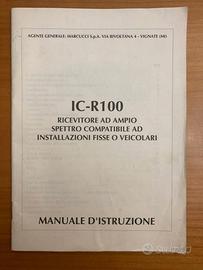 AGENTE GENERALE: MARCUCCI S.p.A. VIA RIVOLTANA 4 - VIGNATE (MI)
IC-R100
RICEVITORE AD AMPIO
SPETTRO COMPATIBILE AD
INSTALLAZIONI FISSE O VEICOLARI
MANUALE D'ISTRUZIONE
subito